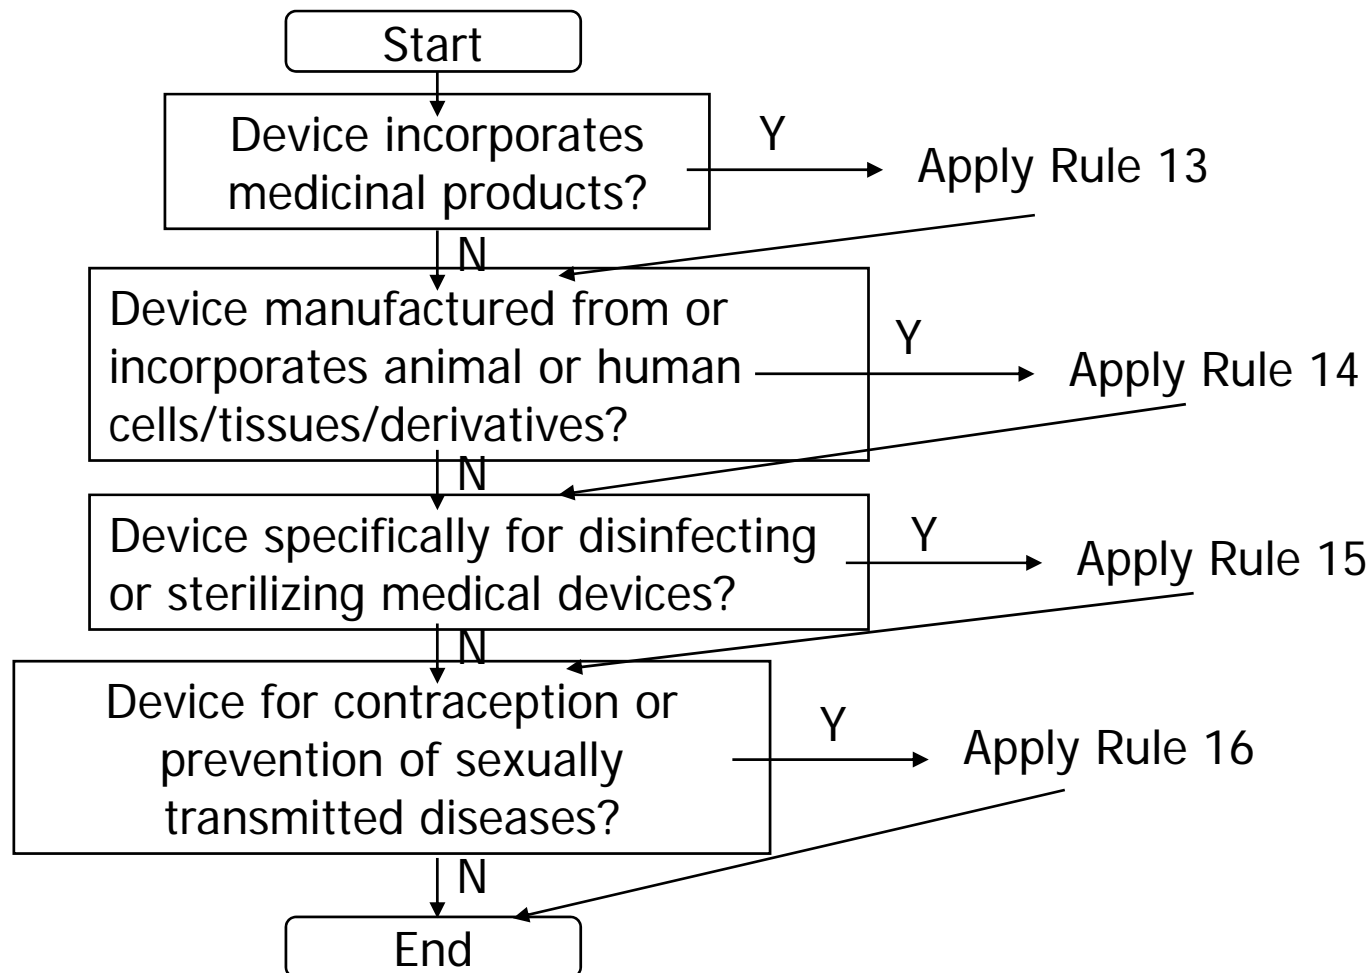 Start
Device incorporates
medicinal products?
Y
Apply Rule 13
N
Device manufactured from or
incorporates animal or human
cells/tissues/derivatives?
Y
Apply Rule 14
N
Device specifically for disinfecting
or sterilizing medical devices?
Y
Apply Rule 15
N
Device for contraception or
prevention of sexually
transmitted diseases?
Y
Apply Rule 16
N
End